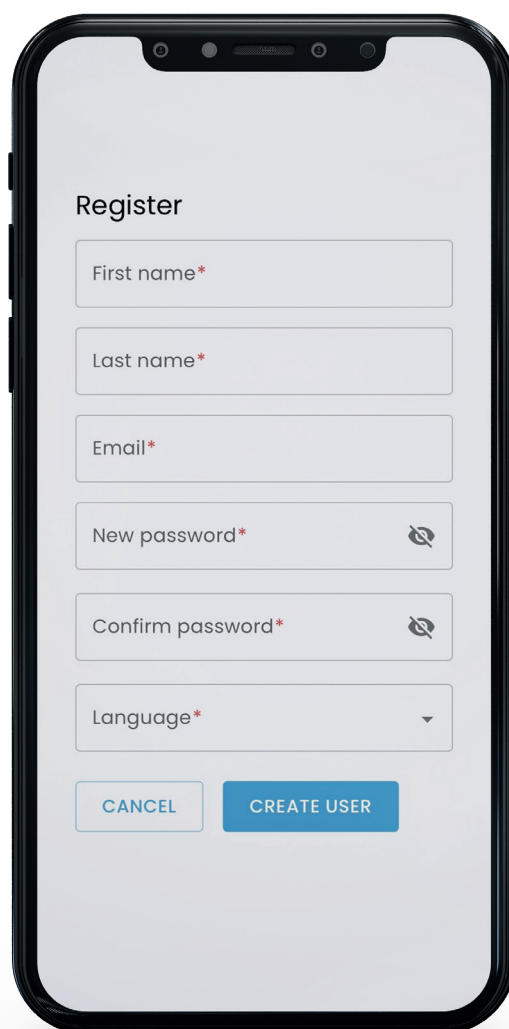 Register
First name*
Last name*
Email*
New password*
Confirm password*
Language*
CANCEL CREATE USER